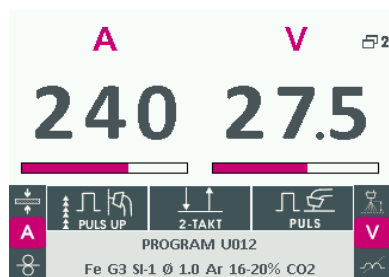 A V 2
240 27.5
PULS UP 2-TAKT PULS
A V
PROGRAM U012
Fe G3 SI-1 Ø 1.0 Ar 16-20% CO2